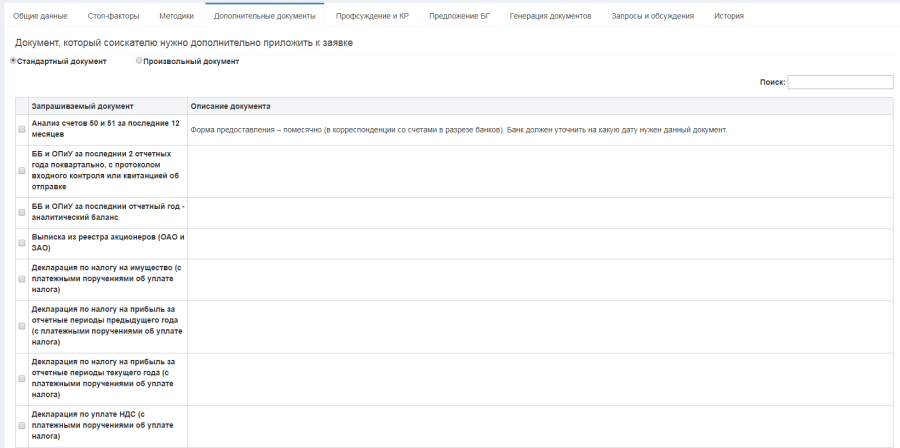 Общие данные Стоп-факторы Методики Дополнительные документы Профсуждение и КР Предложение БГ Генерация документов Запросы и обсуждения История
Документ, который соискателю нужно дополнительно приложить к заявке
Стандартный документ Произвольный документ
Поиск:
Запрашиваемый документ Описание документа
Анализ счетов 50 и 51 за последние 12
месяцев
Форма предоставления – помесячно (в корреспонденции со счетами в разрезе банков). Банк должен уточнить на какую дату нужен данный документ.
ББ и ОПиУ за последнии 2 отчетных
года поквартально, с протоколом
входного контроля или квитанцией об
отправке
ББ и ОПиУ за последнии отчетный год -
аналитический баланс
Выписка из реестра акционеров (ОАО и
ЗАО)
Декларация по налогу на имущество (с
платежными поручениями об уплате
налога)
Декларация по налогу на прибыль за
отчетные периоды предыдущего года
(с платежными поручениями об уплате
налога)
Декларация по налогу на прибыль за
отчетные периоды текущего года (с
платежными поручениями об уплате
налога)
Декларация по уплате НДС (с
платежными поручениями об уплате
налога)